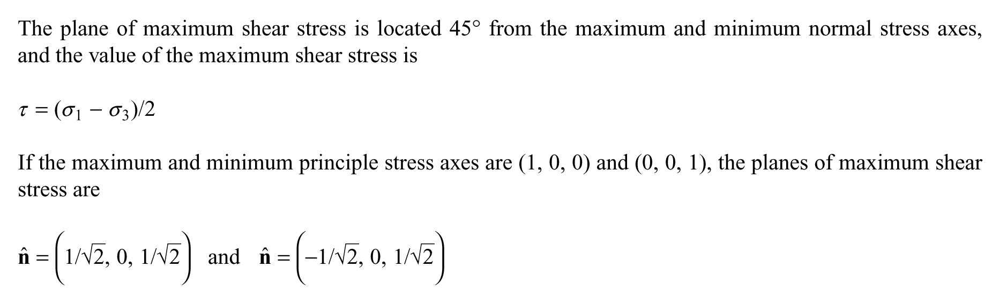 The plane of maximum shear stress is located 45° from the maximum and minimum normal stress axes,
and the value of the maximum shear stress is
τ = (σ₁ − σ₃)/2
If the maximum and minimum principle stress axes are (1, 0, 0) and (0, 0, 1), the planes of maximum shear
stress are
n̂ = (1/√2, 0, 1/√2) and n̂ = (−1/√2, 0, 1/√2)